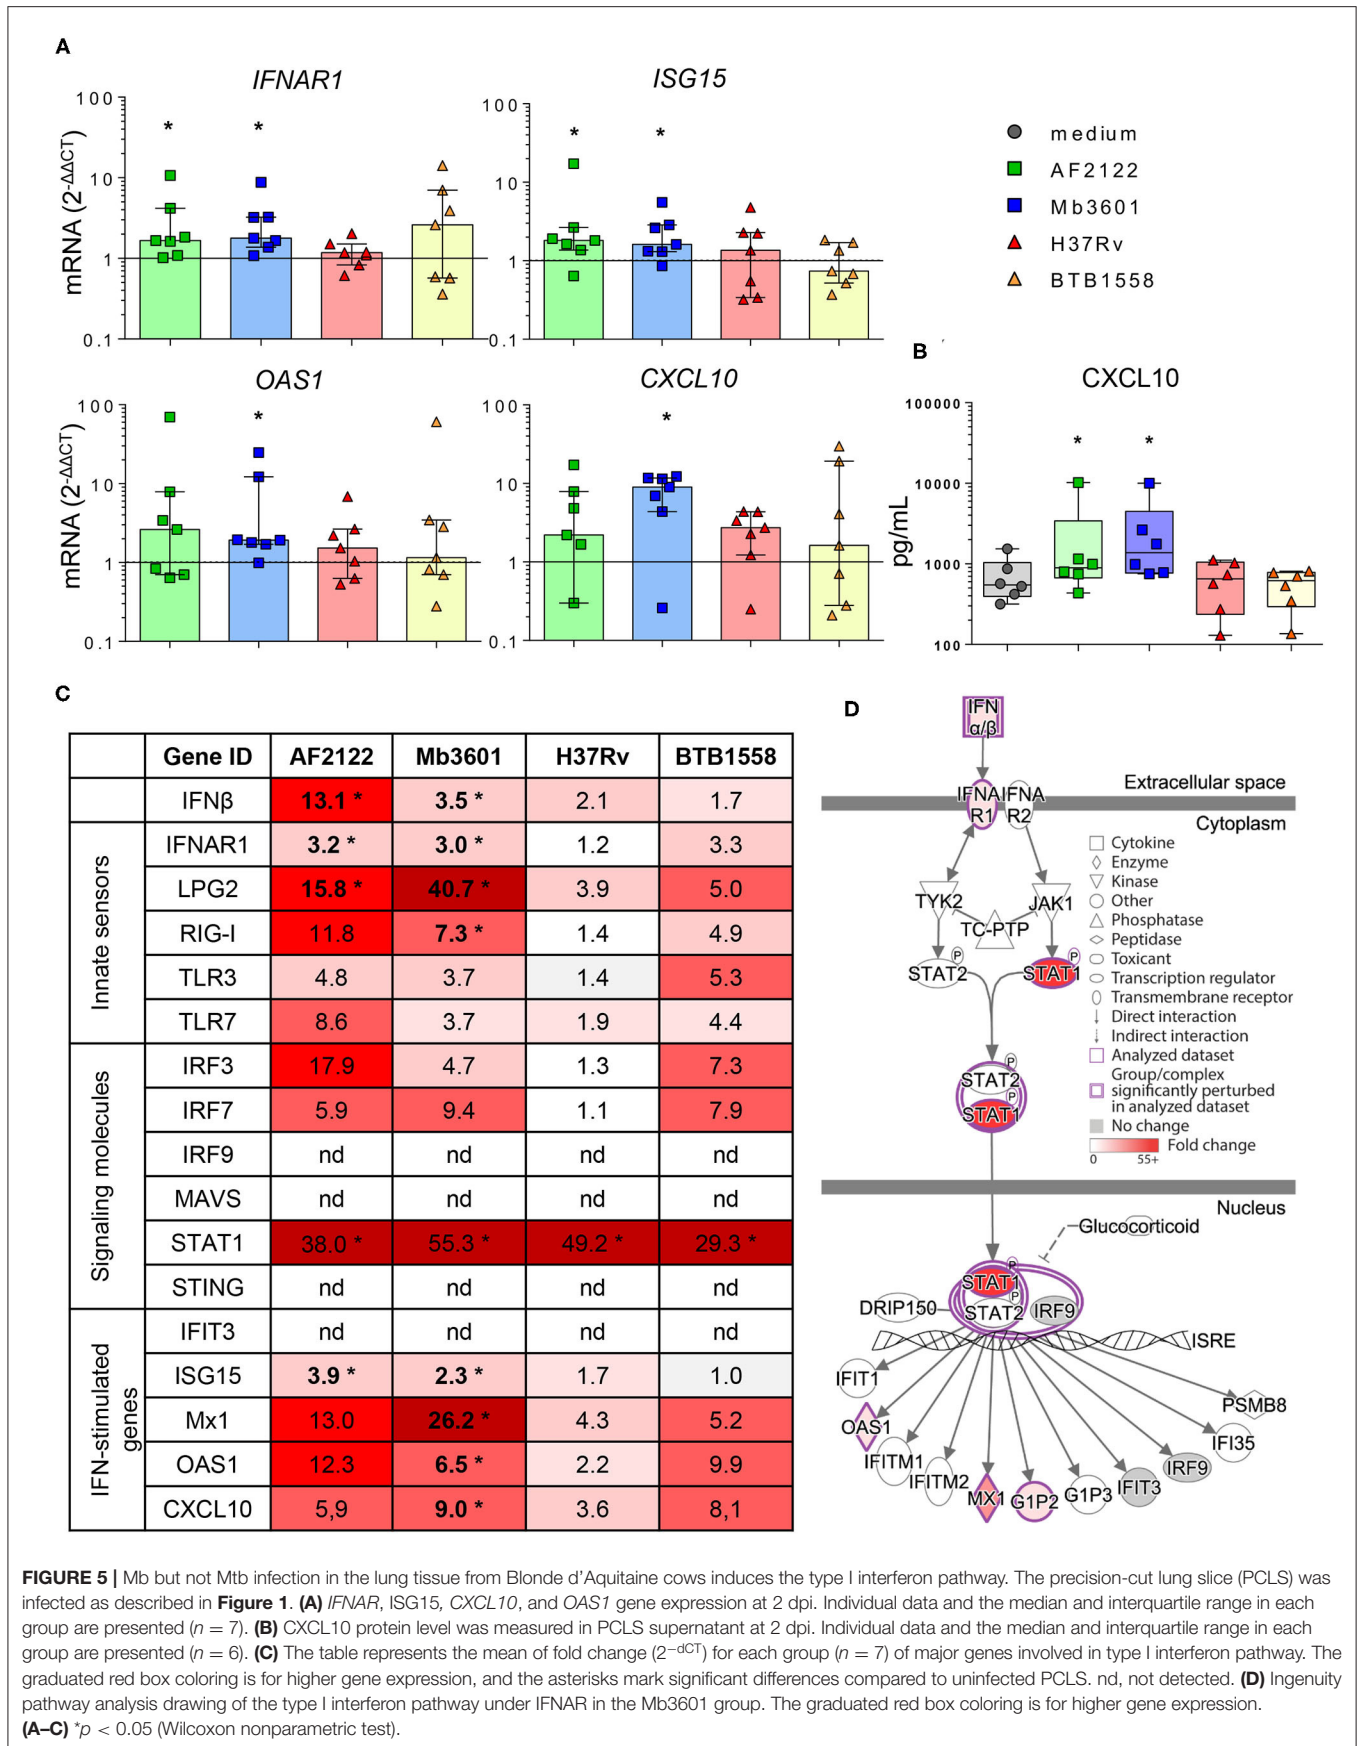 A
IFNAR1
ISG15
mRNA (2-ΔΔCT)
100
10
1
0.1
*
*
100
10
1
0.1
*
*
medium
AF2122
Mb3601
H37Rv
BTB1558
OAS1
CXCL10
mRNA (2-ΔΔCT)
100
10
1
0.1
*
100
10
1
0.1
*
B
CXCL10
pg/mL
100000
10000
1000
100
*
*
C
Gene ID AF2122 Mb3601 H37Rv BTB1558
IFNβ 13.1 * 3.5 * 2.1 1.7
Innate sensors
IFNAR1 3.2 * 3.0 * 1.2 3.3
LPG2 15.8 * 40.7 * 3.9 5.0
RIG-I 11.8 7.3 * 1.4 4.9
TLR3 4.8 3.7 1.4 5.3
TLR7 8.6 3.7 1.9 4.4
Signaling molecules
IRF3 17.9 4.7 1.3 7.3
IRF7 5.9 9.4 1.1 7.9
IRF9 nd nd nd nd
MAVS nd nd nd nd
STAT1 38.0 * 55.3 * 49.2 * 29.3 *
STING nd nd nd nd
IFN-stimulated
genes
IFIT3 nd nd nd nd
ISG15 3.9 * 2.3 * 1.7 1.0
Mx1 13.0 26.2 * 4.3 5.2
OAS1 12.3 6.5 * 2.2 9.9
CXCL10 5,9 9.0 * 3.6 8,1
D
IFN
α/β
Extracellular space
IFNA
R1
IFNA
R2
Cytoplasm
TYK2
JAK1
TC-PTP
P
STAT2
P
STAT1
Cytokine
Enzyme
Kinase
Other
Phosphatase
Peptidase
Toxicant
Transcription regulator
Transmembrane receptor
Direct interaction
Indirect interaction
Analyzed dataset
Group/complex
significantly perturbed
in analyzed dataset
No change
Fold change
0 55+
P
STAT2
P
STAT1
Nucleus
Glucocorticoid
P
STAT1
P
STAT2
IRF9
DRIP150
ISRE
IFIT1
OAS1
IFITM1
IFITM2
MX1
G1P2
G1P3
IFIT3
IRF9
IFI35
PSMB8
FIGURE 5 | Mb but not Mtb infection in the lung tissue from Blonde d'Aquitaine cows induces the type I interferon pathway. The precision-cut lung slice (PCLS) was
infected as described in Figure 1. (A) IFNAR, ISG15, CXCL10, and OAS1 gene expression at 2 dpi. Individual data and the median and interquartile range in each
group are presented (n = 7). (B) CXCL10 protein level was measured in PCLS supernatant at 2 dpi. Individual data and the median and interquartile range in each
group are presented (n = 6). (C) The table represents the mean of fold change (2−dCT) for each group (n = 7) of major genes involved in type I interferon pathway. The
graduated red box coloring is for higher gene expression, and the asterisks mark significant differences compared to uninfected PCLS. nd, not detected. (D) Ingenuity
pathway analysis drawing of the type I interferon pathway under IFNAR in the Mb3601 group. The graduated red box coloring is for higher gene expression.
(A–C) *p < 0.05 (Wilcoxon nonparametric test).